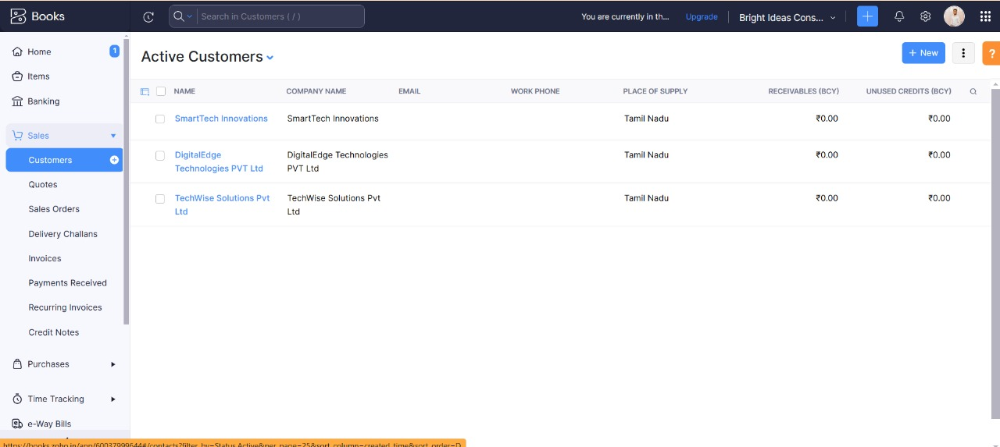 Books
Search in Customers ( / )
You are currently in th...
Upgrade
Bright Ideas Cons...
Home
1
Items
Banking
Sales
Customers
Quotes
Sales Orders
Delivery Challans
Invoices
Payments Received
Recurring Invoices
Credit Notes
Purchases
Time Tracking
e-Way Bills
Active Customers
+ New
?
NAME COMPANY NAME EMAIL WORK PHONE PLACE OF SUPPLY RECEIVABLES (BCY) UNUSED CREDITS (BCY)
SmartTech Innovations SmartTech Innovations Tamil Nadu ₹0.00 ₹0.00
DigitalEdge DigitalEdge Technologies Tamil Nadu ₹0.00 ₹0.00
Technologies PVT Ltd PVT Ltd
TechWise Solutions Pvt TechWise Solutions Pvt Tamil Nadu ₹0.00 ₹0.00
Ltd Ltd
https://books.zoho.in/app/60037999644#/contacts?filter_by=Status.Active&per_page=25&sort_column=created_time&sort_order=D